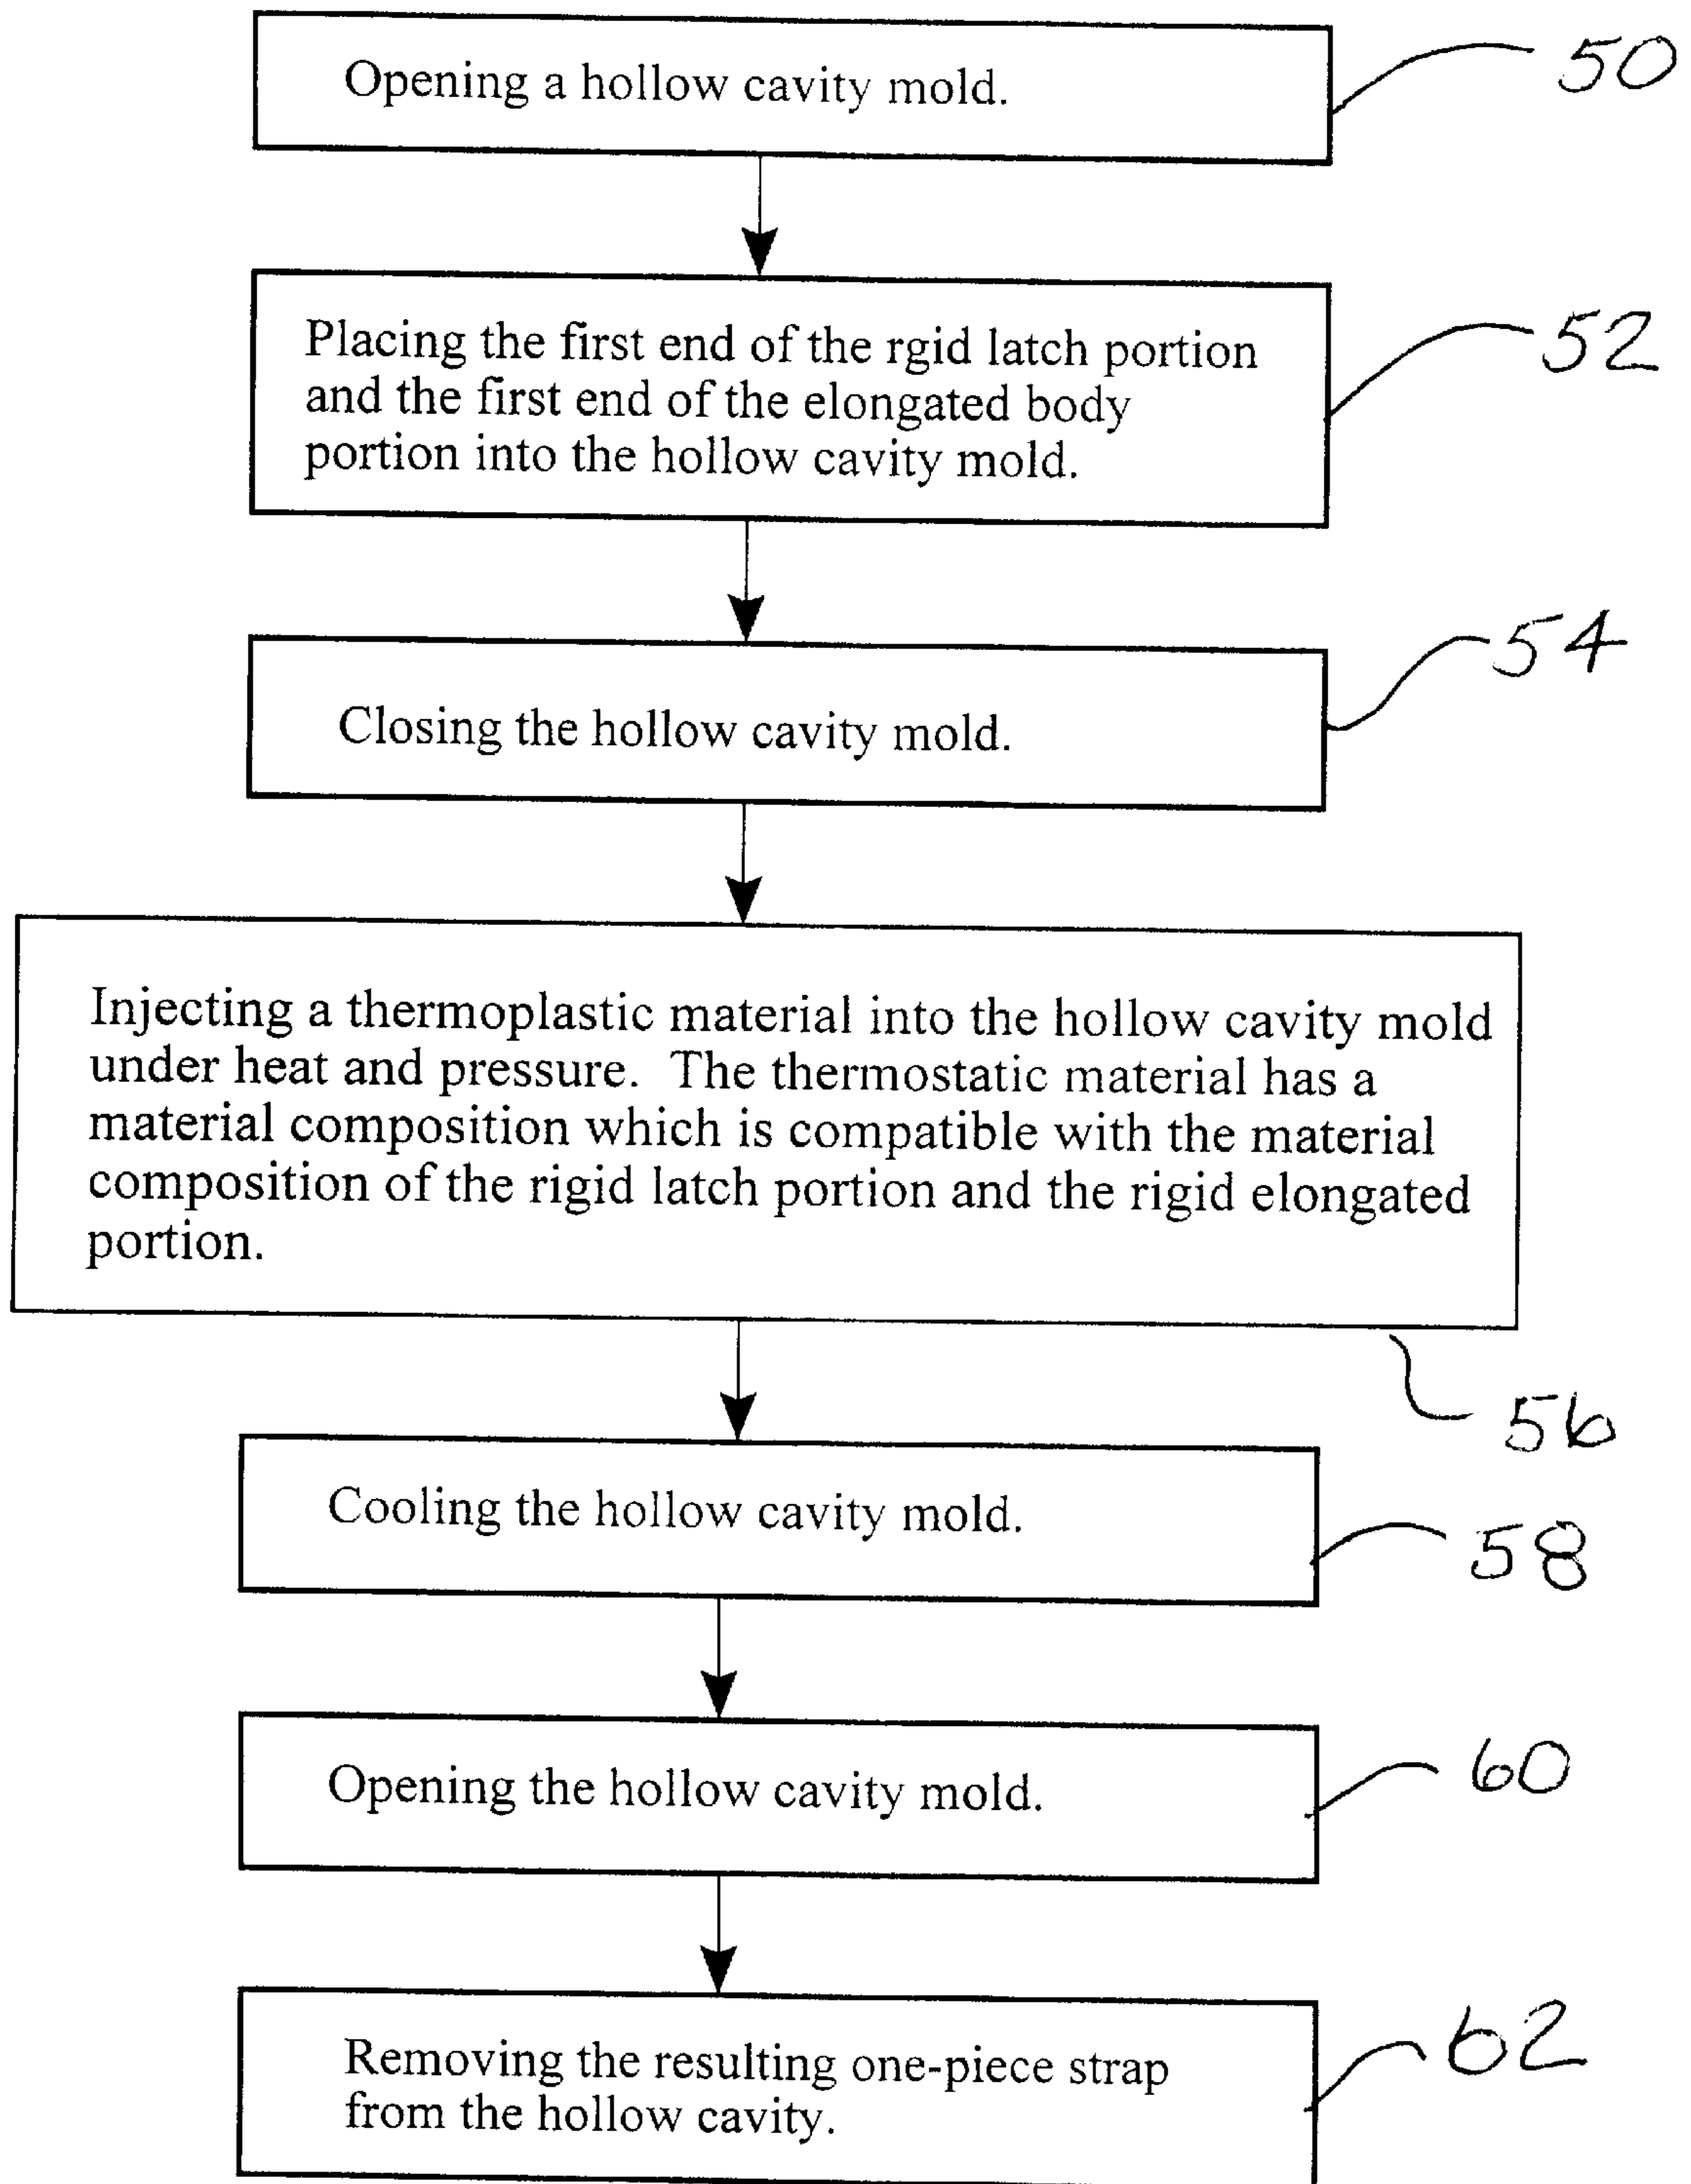 Opening a hollow cavity mold.
50
Placing the first end of the rgid latch portion
and the first end of the elongated body
portion into the hollow cavity mold.
52
Closing the hollow cavity mold.
54
Injecting a thermoplastic material into the hollow cavity mold
under heat and pressure.  The thermostatic material has a
material composition which is compatible with the material
composition of the rigid latch portion and the rigid elongated
portion.
56
Cooling the hollow cavity mold.
58
Opening the hollow cavity mold.
60
Removing the resulting one-piece strap
from the hollow cavity.
62